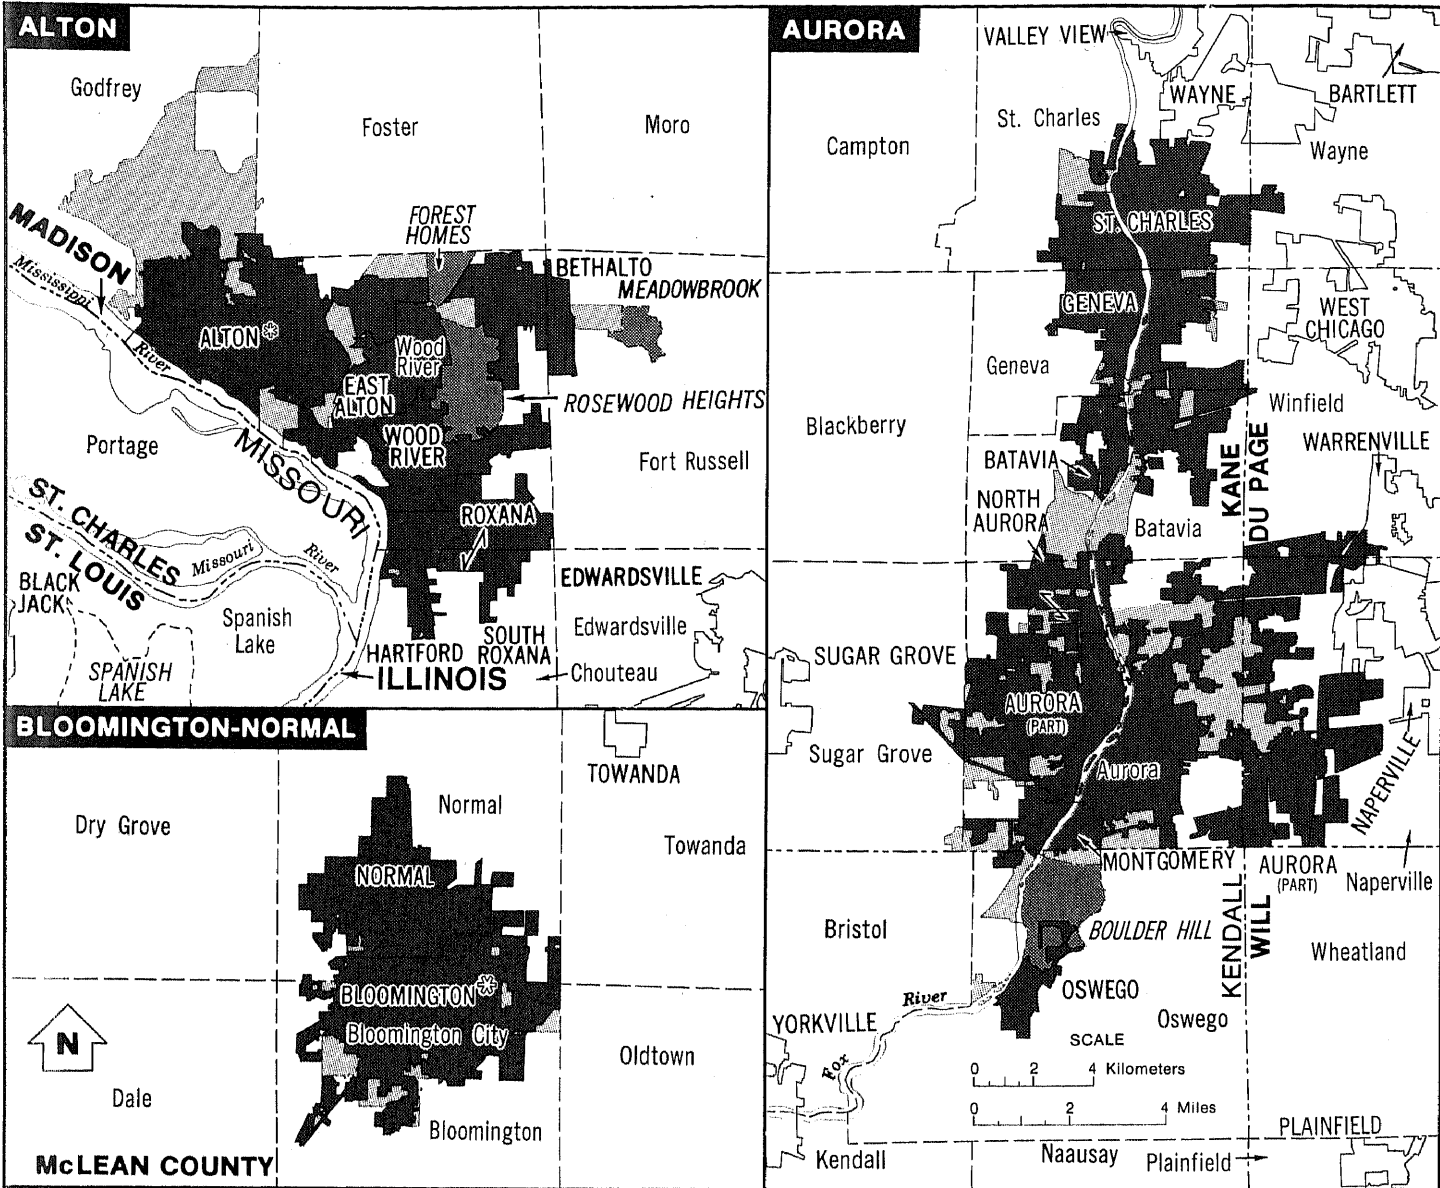 ALTON
Godfrey
Foster
Moro
MADISON
Mississippi
River
FOREST
HOMES
BETHALTO
MEADOWBROOK
ALTON
Wood
River
EAST
ALTON
ROSEWOOD HEIGHTS
WOOD
RIVER
Portage
MISSOURI
Fort Russell
ROXANA
ST. CHARLES
ST. LOUIS
Missouri
River
BLACK
JACK
Spanish
Lake
SPANISH
LAKE
EDWARDSVILLE
Edwardsville
SOUTH
ROXANA
HARTFORD
ILLINOIS
Chouteau
BLOOMINGTON-NORMAL
TOWANDA
Dry Grove
Normal
Towanda
NORMAL
BLOOMINGTON
Bloomington City
N
Oldtown
Dale
Bloomington
McLEAN COUNTY
AURORA
VALLEY VIEW
WAYNE
BARTLETT
St. Charles
Campton
Wayne
ST. CHARLES
GENEVA
WEST
CHICAGO
Geneva
Blackberry
Winfield
WARRENVILLE
BATAVIA
KANE
DU PAGE
NORTH
AURORA
Batavia
SUGAR GROVE
AURORA
(PART)
Sugar Grove
Aurora
NAPERVILLE
MONTGOMERY
AURORA
(PART)
Naperville
KENDALL
WILL
Bristol
BOULDER HILL
Wheatland
OSWEGO
Oswego
River
Fox
YORKVILLE
SCALE
0 2 4 Kilometers
0 2 4 Miles
PLAINFIELD
Kendall
Naausay
Plainfield